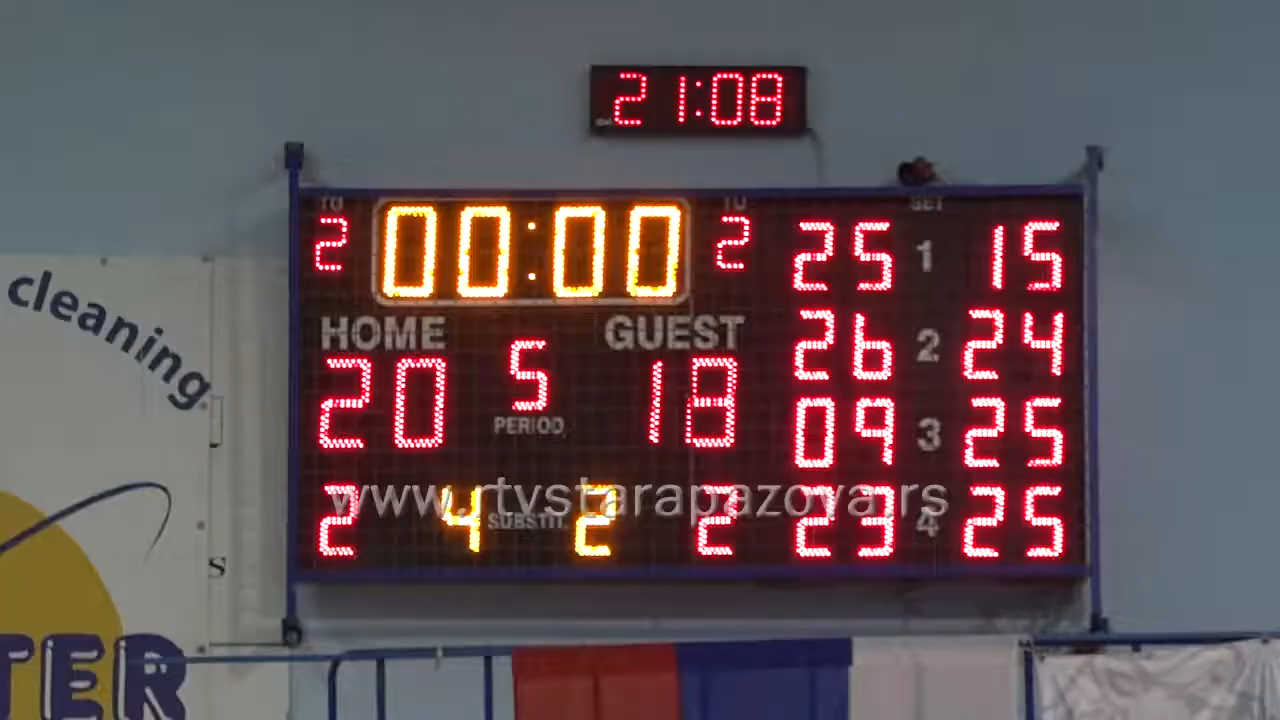 21:08
TO
TO
SET
2
00:00
2
25 1 15
HOME
GUEST
26 2 24
20
5
18
PERIOD
09 3 25
www.rtvstarapazova.rs
2
4
SUBSTIT.
2
2
23 4 25
cleaning
S
TER